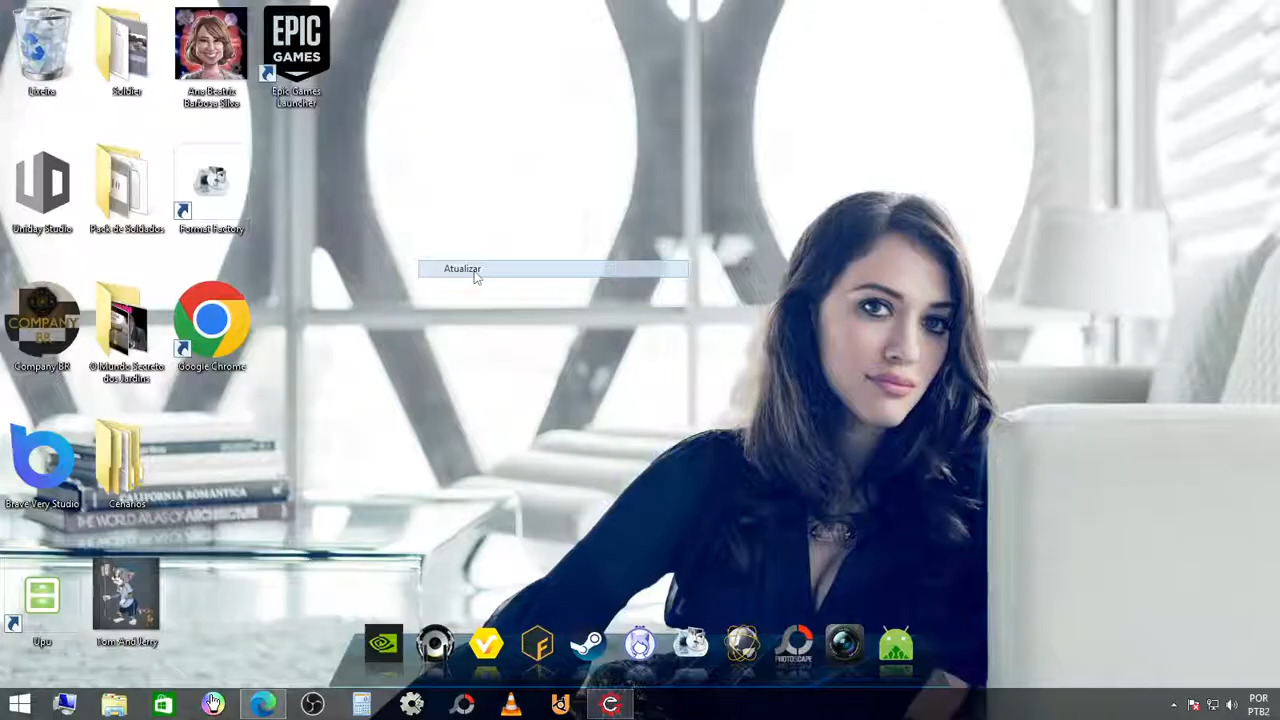 Lixeira
Soldier
Ana Beatriz
Barbosa Silva
EPIC
GAMES
Epic Games
Launcher
Uniday Studio
Pack de Soldados
Format Factory
Atualizar
COMPANY
BR
Company BR
O Mundo Secreto
dos Jardins
Google Chrome
Brave Very Studio
Cenários
CALIFORNIA ROMANTICA
THE WORLD ATLAS OF ARCHITECTURE
Upu
Tom And Jerry
PHOTOSCAPE
POR
PTB2